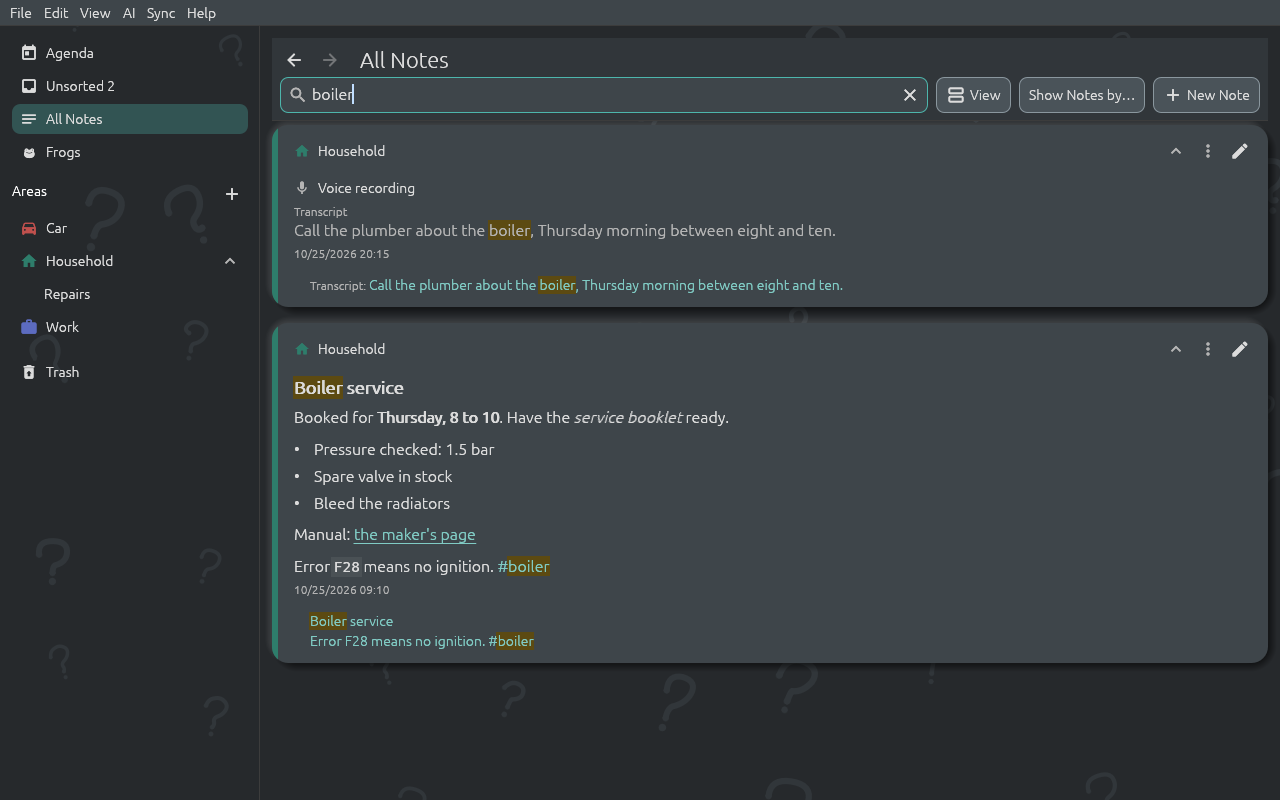 File Edit View AI Sync Help
Agenda
Unsorted 2
All Notes
Frogs
Areas
Car
Household
Repairs
Work
Trash
All Notes
boiler
View
Show Notes by...
New Note
Household
Voice recording
Transcript
Call the plumber about the boiler, Thursday morning between eight and ten.
10/25/2026 20:15
Transcript: Call the plumber about the boiler, Thursday morning between eight and ten.
Household
Boiler service
Booked for Thursday, 8 to 10. Have the service booklet ready.
• Pressure checked: 1.5 bar
• Spare valve in stock
• Bleed the radiators
Manual: the maker's page
Error F28 means no ignition. #boiler
10/25/2026 09:10
Boiler service
Error F28 means no ignition. #boiler